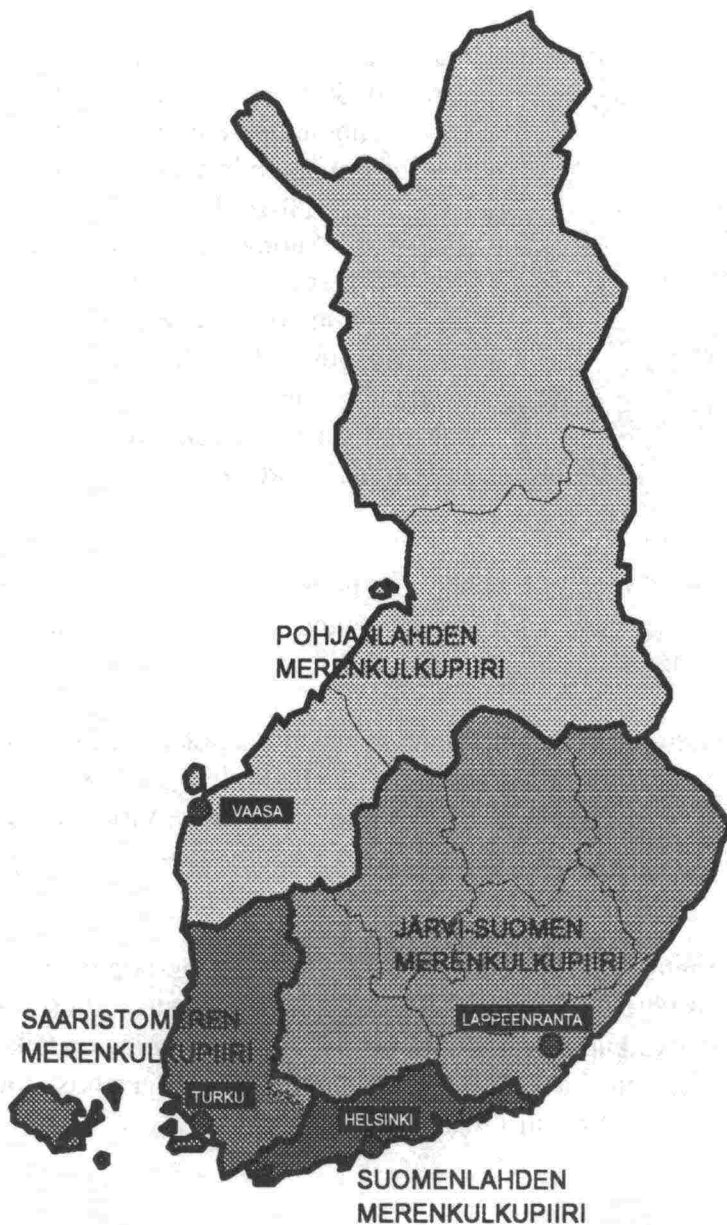 POHJANLAHDEN
MERENKULKUPIIRI
VAASA
JÄRVI-SUOMEN
MERENKULKUPIIRI
LAPPEENRANTA
SAARISTOMEREN
MERENKULKUPIIRI
TURKU
HELSINKI
SUOMENLAHDEN
MERENKULKUPIIRI